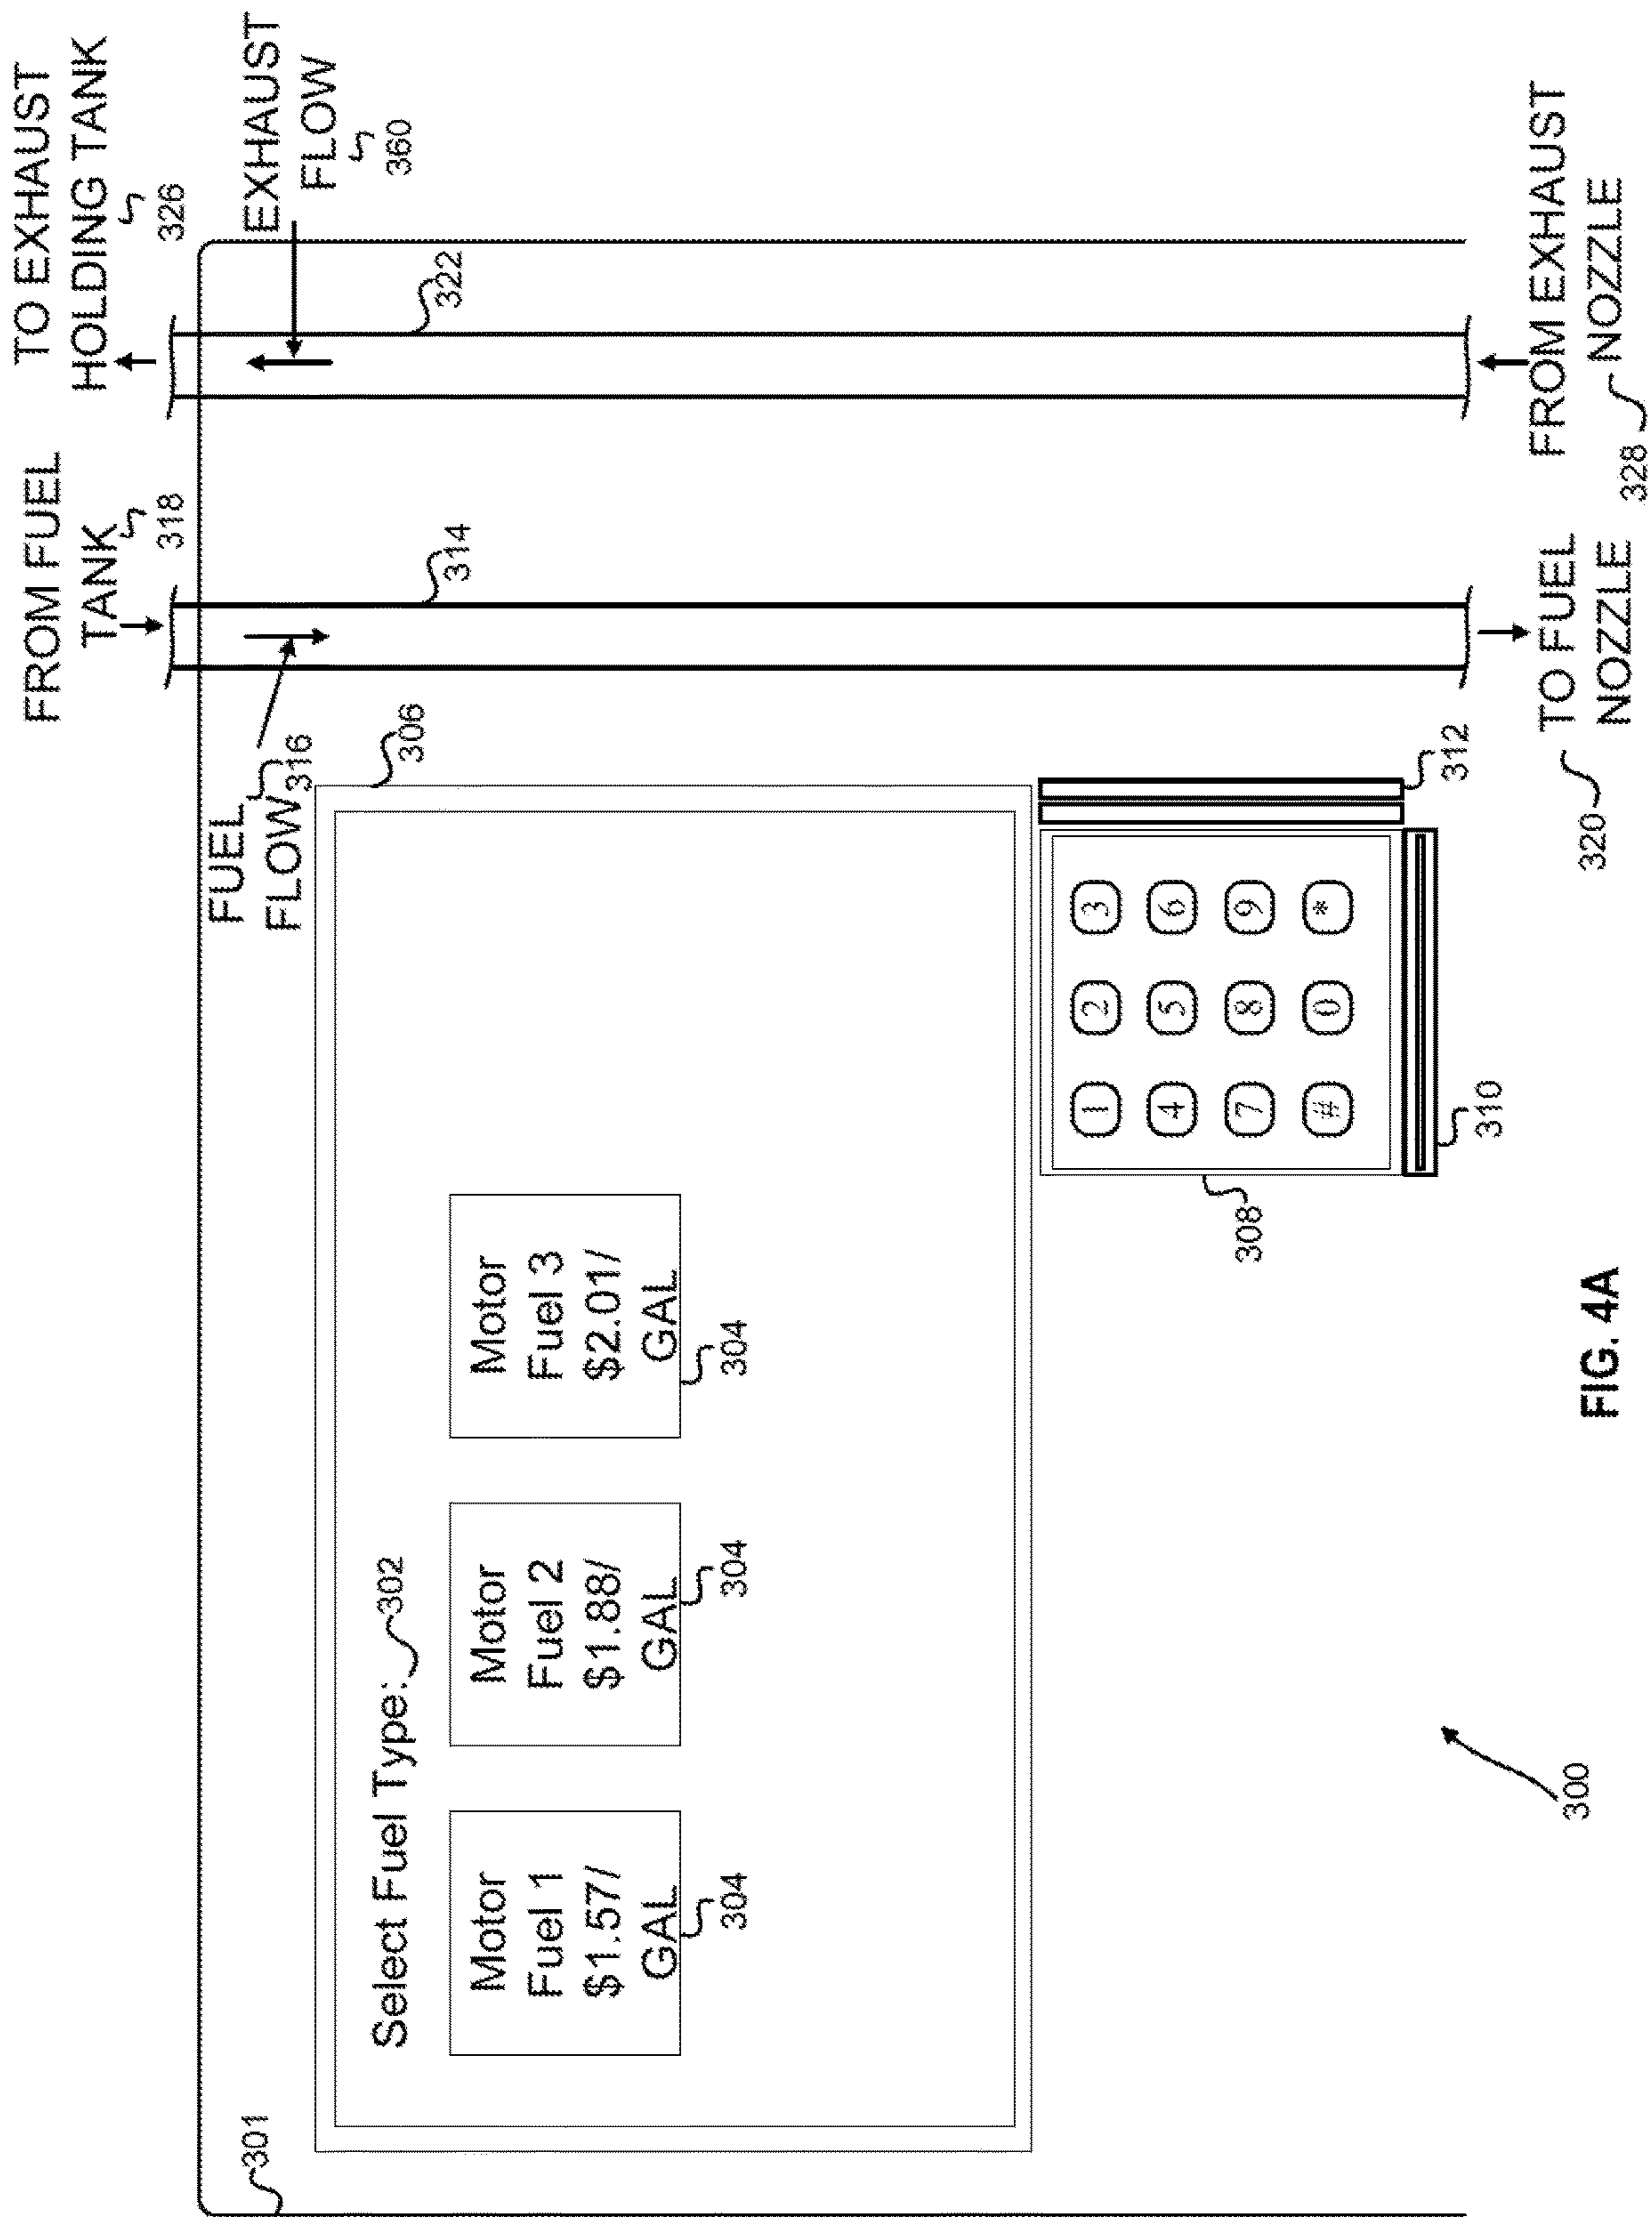 TO EXHAUST
HOLDING TANK
326
FROM FUEL
TANK
318
EXHAUST
FLOW
360
FUEL
FLOW
316
301
306
314
322
Select Fuel Type:
302
Motor
Fuel 1
$1.57/
GAL
304
Motor
Fuel 2
$1.88/
GAL
304
Motor
Fuel 3
$2.01/
GAL
304
1 2 3
4 5 6
7 8 9
# 0 *
308
312
310
300
320
TO FUEL
NOZZLE
FROM EXHAUST
NOZZLE
328
FIG. 4A